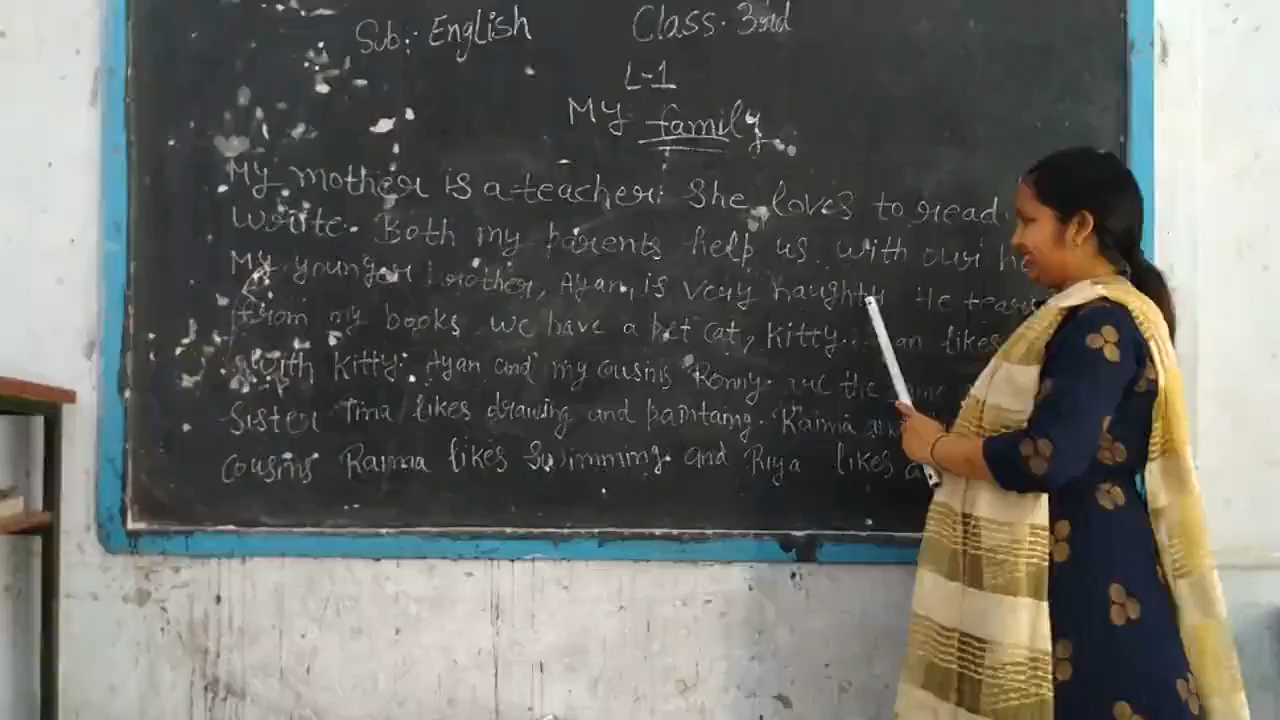 Sub:- English Class. 3rd
L-1
My family
My mother is a teacher. She loves to read
write. Both my parents help us with our
My younger brother, Ayan, is very naughty. He tears
from my books we have a pet cat, Kitty. likes
with Kitty. Ayan and my cousins Ronny. are the same
Sister Tina likes drawing and paintaing.
Cousins likes Swimming. and Riya likes